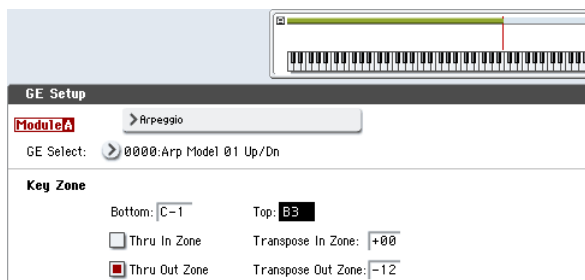 GE Setup
Module A
Arpeggio
GE Select: 0000:Arp Model 01 Up/Dn
Key Zone
Bottom: C-1 Top: B3
Thru In Zone Transpose In Zone: +00
Thru Out Zone Transpose Out Zone: -12